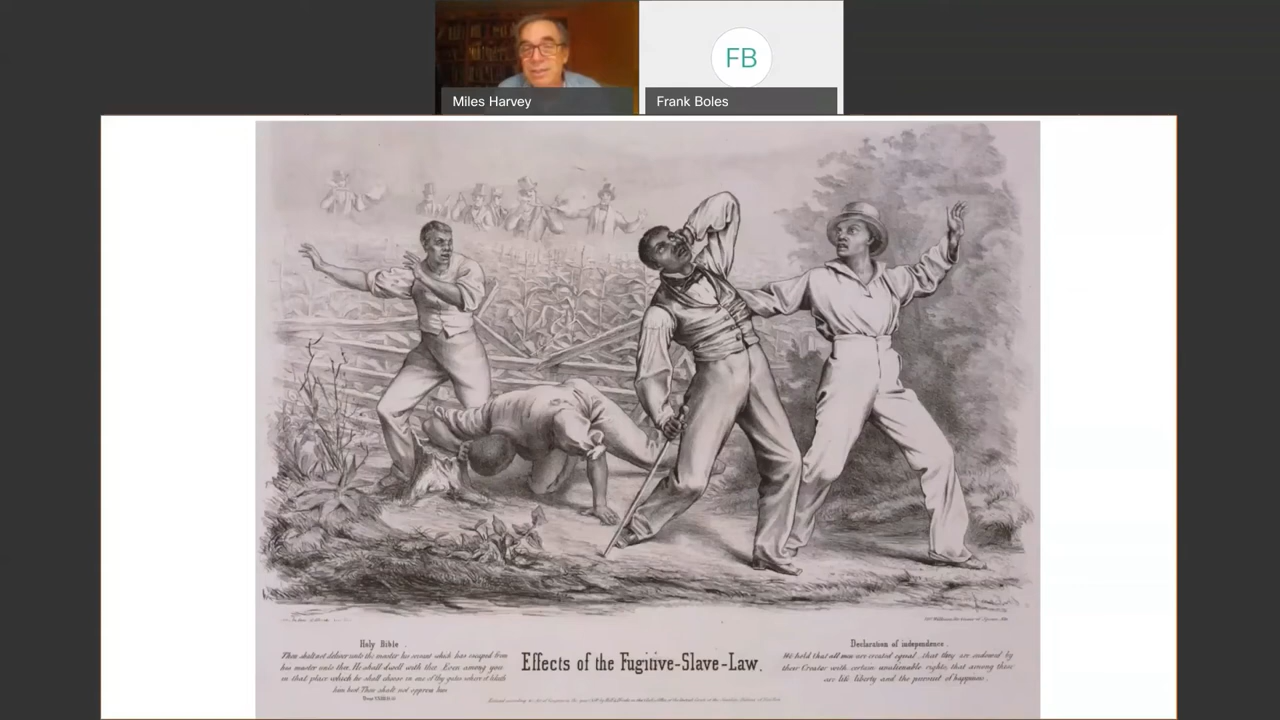 FB
Miles Harvey
Frank Boles
Holy Bible.
Thou shalt not deliver unto the master his servant which has escaped from
his master unto thee. He shall dwell with thee. Even among you
in that place which he shall choose in one of thy gates where it liketh
him best. Thou shalt not oppress him
Effects of the Fugitive-Slave-Law.
Declaration of independence.
We hold that all men are created equal, that they are endowed by
their Creator with certain unalienable rights, that among these
are life, liberty and the pursuit of happiness.